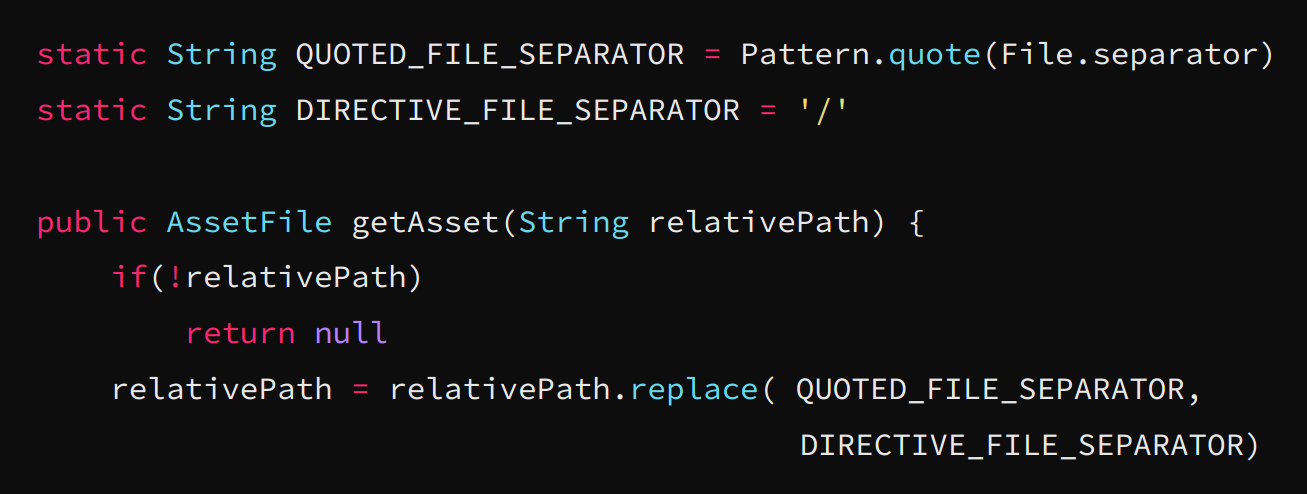 static String QUOTED_FILE_SEPARATOR = Pattern.quote(File.separator)
static String DIRECTIVE_FILE_SEPARATOR = '/'
public AssetFile getAsset(String relativePath) {
if(!relativePath)
return null
relativePath = relativePath.replace( QUOTED_FILE_SEPARATOR,
DIRECTIVE_FILE_SEPARATOR)